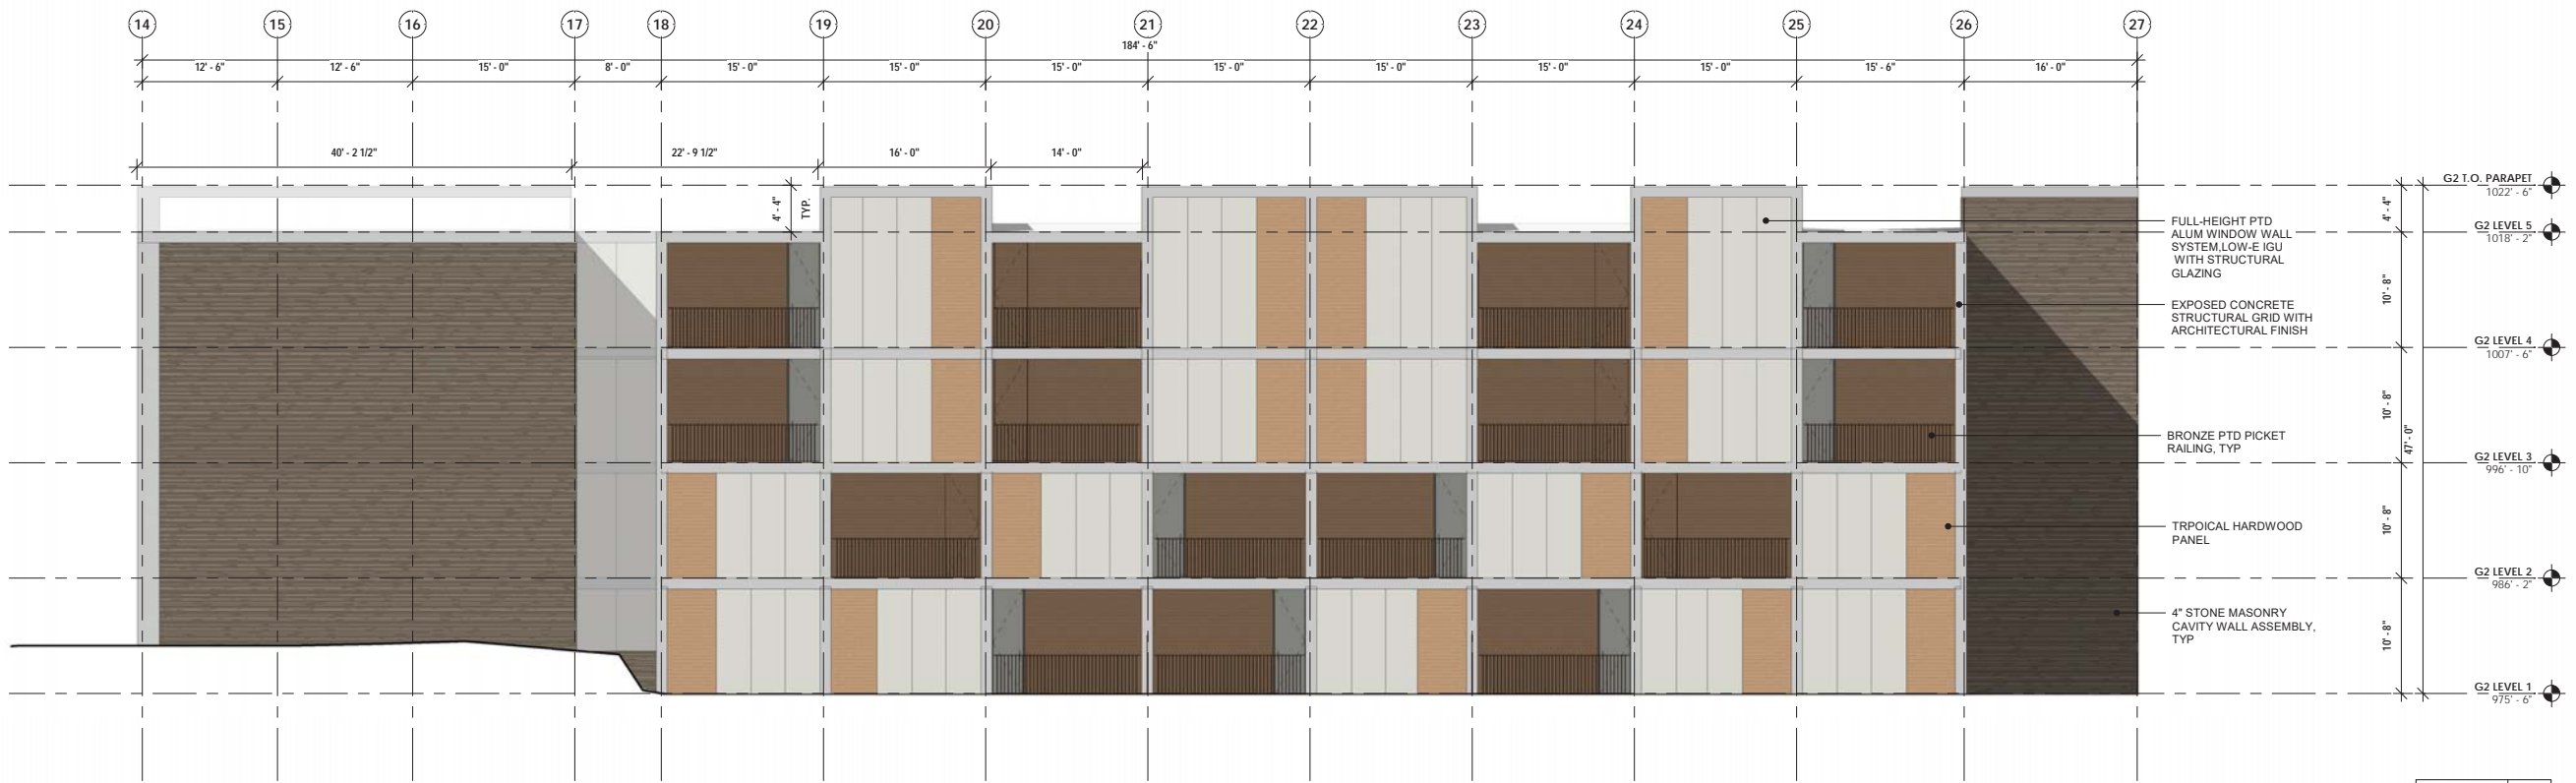 14 15 16 17 18 19 20 21 22 23 24 25 26 27
184' - 6"
12' - 6" 12' - 6" 15' - 0" 8' - 0" 15' - 0" 15' - 0" 15' - 0" 15' - 0" 15' - 0" 15' - 0" 15' - 0" 15' - 6" 16' - 0"
40' - 2 1/2" 22' - 9 1/2" 16' - 0" 14' - 0"
4' - 4"
TYP.
FULL-HEIGHT PTD
ALUM WINDOW WALL
SYSTEM,LOW-E IGU
WITH STRUCTURAL
GLAZING
EXPOSED CONCRETE
STRUCTURAL GRID WITH
ARCHITECTURAL FINISH
BRONZE PTD PICKET
RAILING, TYP
TRPOICAL HARDWOOD
PANEL
4" STONE MASONRY
CAVITY WALL ASSEMBLY,
TYP
4' - 4"
10' - 8"
10' - 8"
10' - 8"
10' - 8"
47' - 0"
G2 T.O. PARAPET
1022' - 6"
G2 LEVEL 5
1018' - 2"
G2 LEVEL 4
1007' - 6"
G2 LEVEL 3
996' - 10"
G2 LEVEL 2
986' - 2"
G2 LEVEL 1
975' - 6"